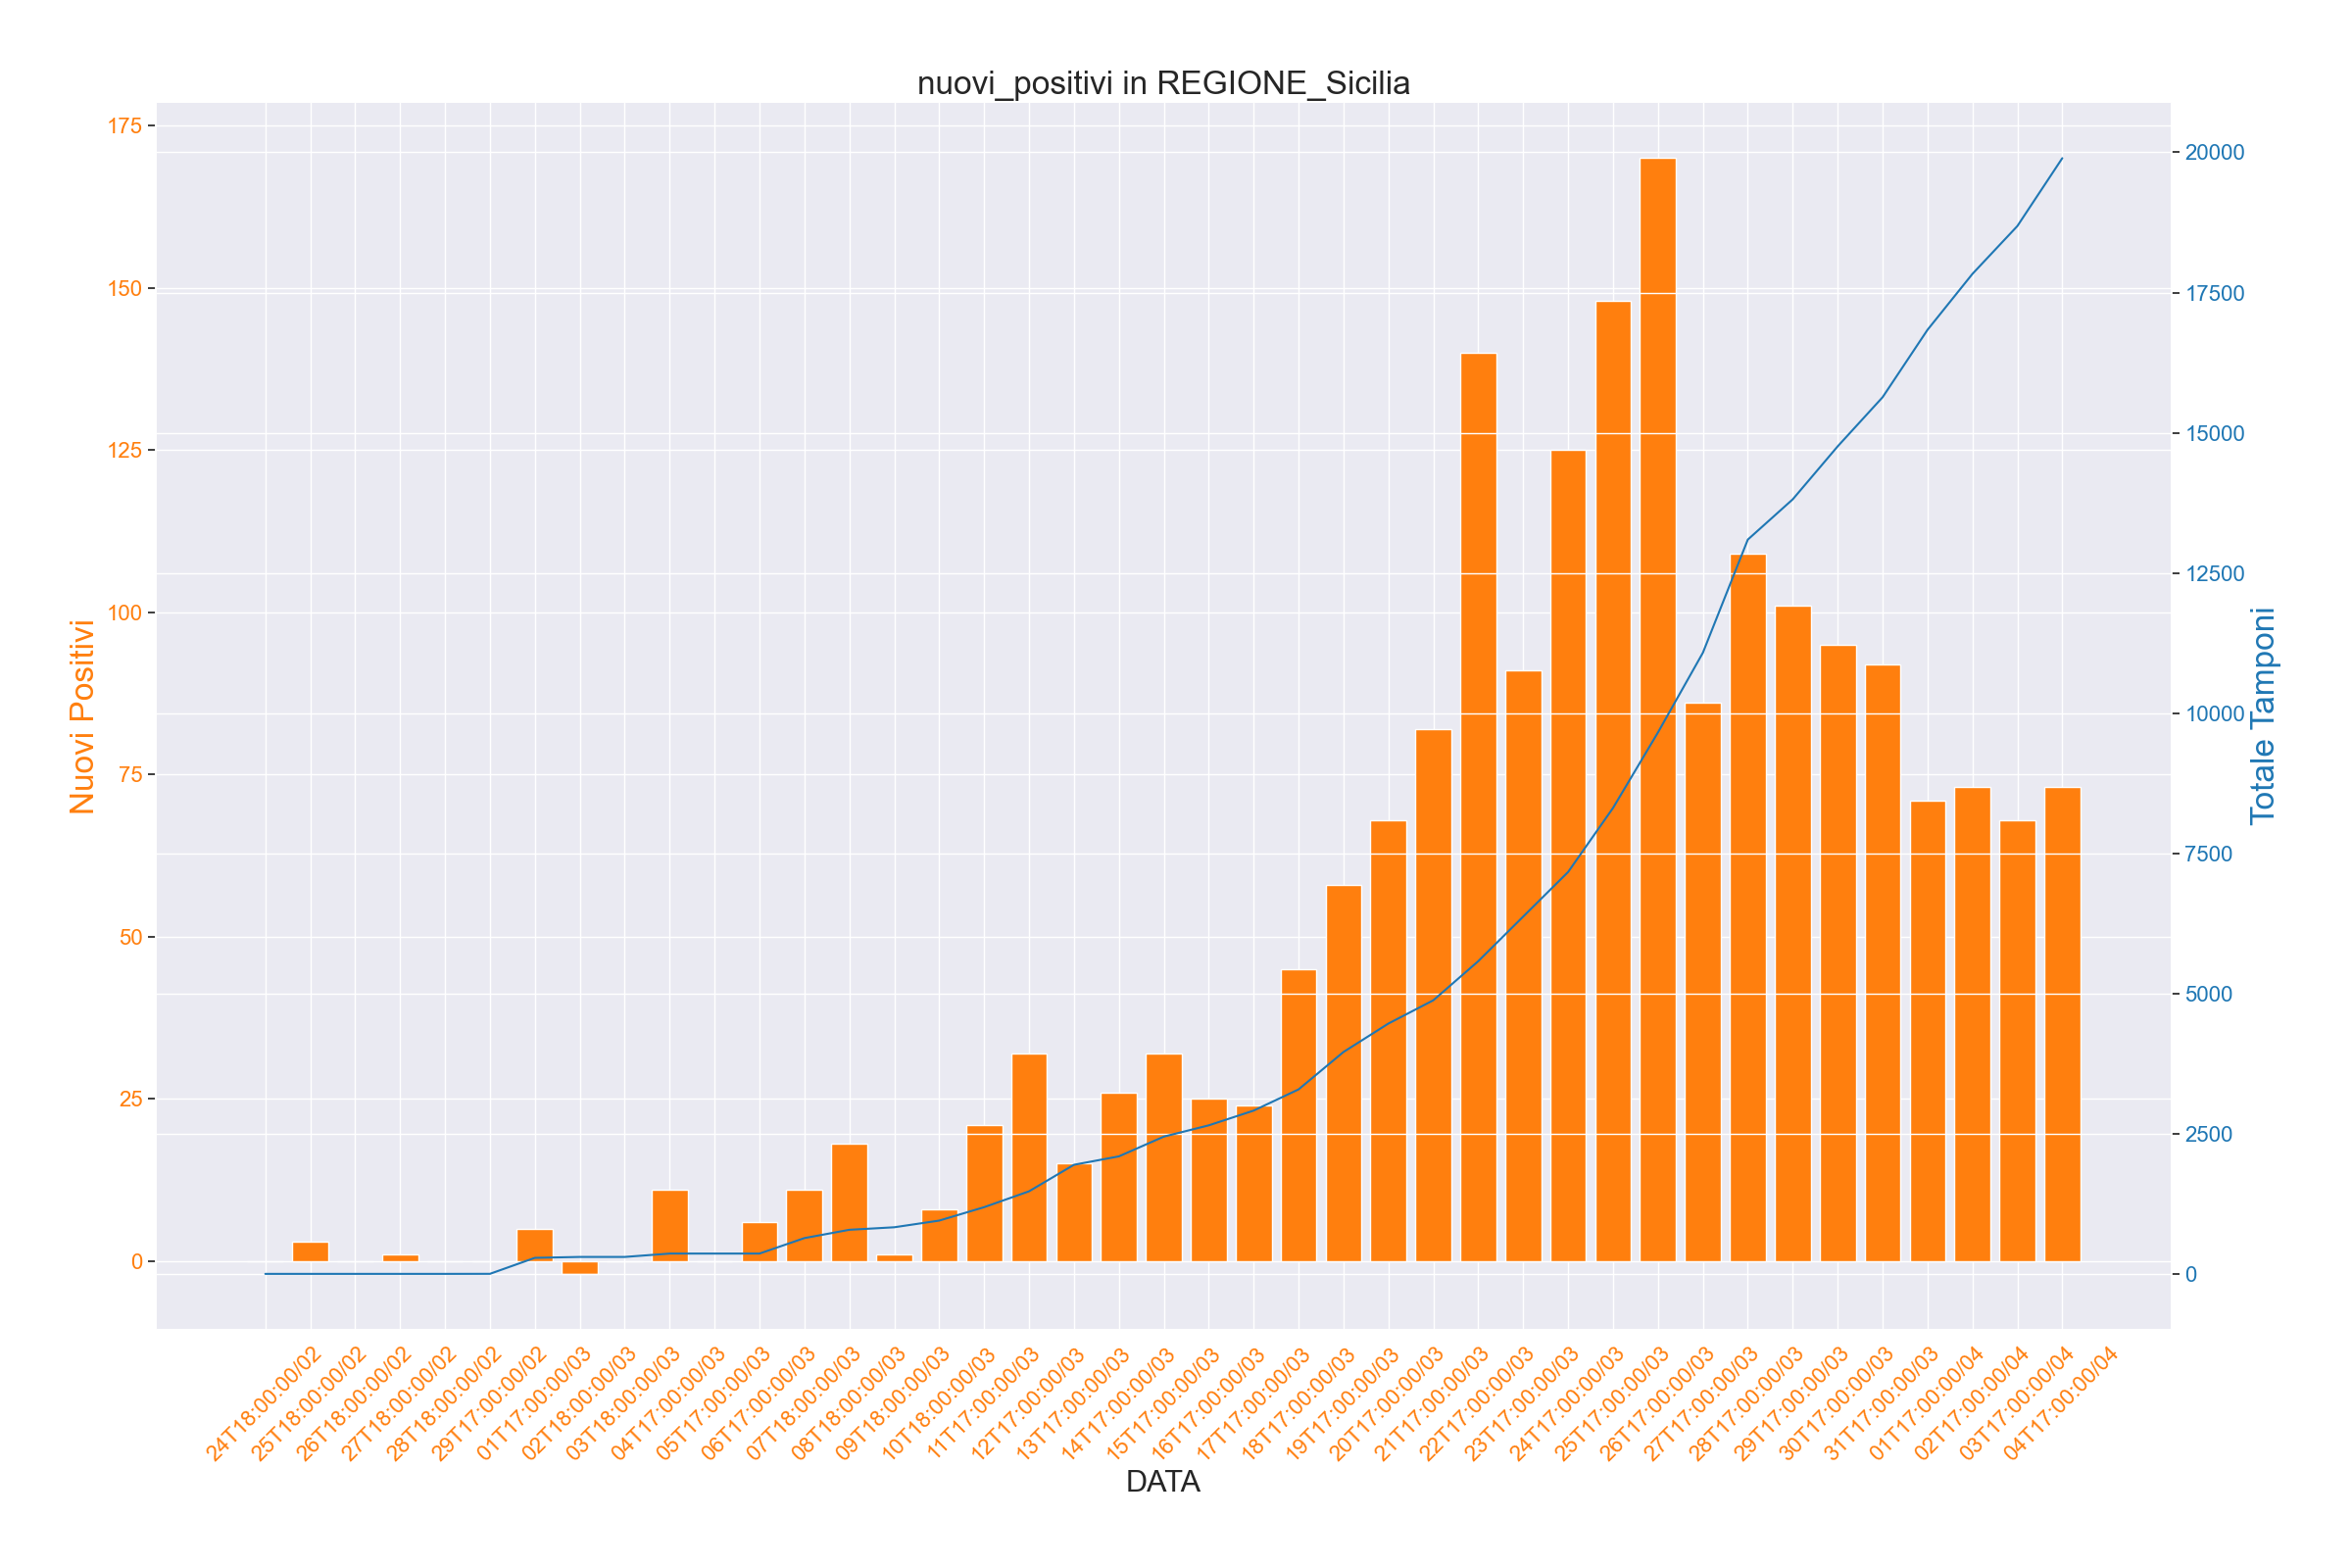 nuovi_positivi in REGIONE_Sicilia
175
150
125
100
75
50
25
0
Nuovi Positivi
20000
17500
15000
12500
10000
7500
5000
2500
0
Totale Tamponi
24T18:00:00/02
25T18:00:00/02
26T18:00:00/02
27T18:00:00/02
28T18:00:00/02
29T17:00:00/02
01T17:00:00/03
02T18:00:00/03
03T18:00:00/03
04T17:00:00/03
05T17:00:00/03
06T17:00:00/03
07T18:00:00/03
08T18:00:00/03
09T18:00:00/03
10T18:00:00/03
11T17:00:00/03
12T17:00:00/03
13T17:00:00/03
14T17:00:00/03
15T17:00:00/03
16T17:00:00/03
17T17:00:00/03
18T17:00:00/03
19T17:00:00/03
20T17:00:00/03
21T17:00:00/03
22T17:00:00/03
23T17:00:00/03
24T17:00:00/03
25T17:00:00/03
26T17:00:00/03
27T17:00:00/03
28T17:00:00/03
29T17:00:00/03
30T17:00:00/03
31T17:00:00/03
01T17:00:00/04
02T17:00:00/04
03T17:00:00/04
04T17:00:00/04
DATA